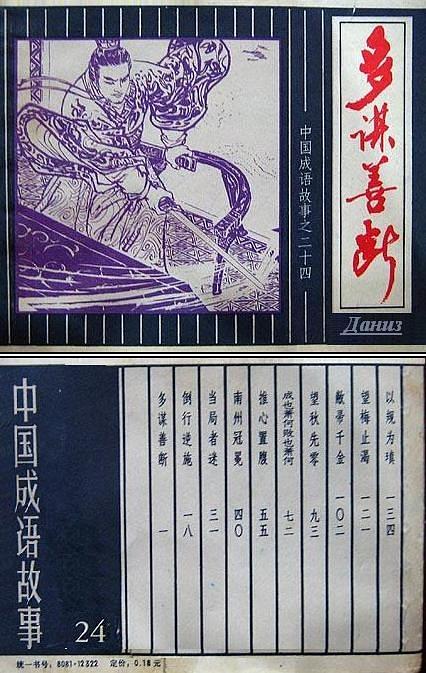 多谋善断
中国成语故事之二十四
Даниз
中国成语故事
24
多谋善断 一
倒行逆施 一八
当局者迷 三一
南州冠冕 四〇
推心置腹 五五
成也萧何败也萧何 七二
望秋先零 九三
敝帚千金 一〇二
望梅止渴 一二一
以规为瑱 一三四
统一书号：8081·12322 定价：0.18 元